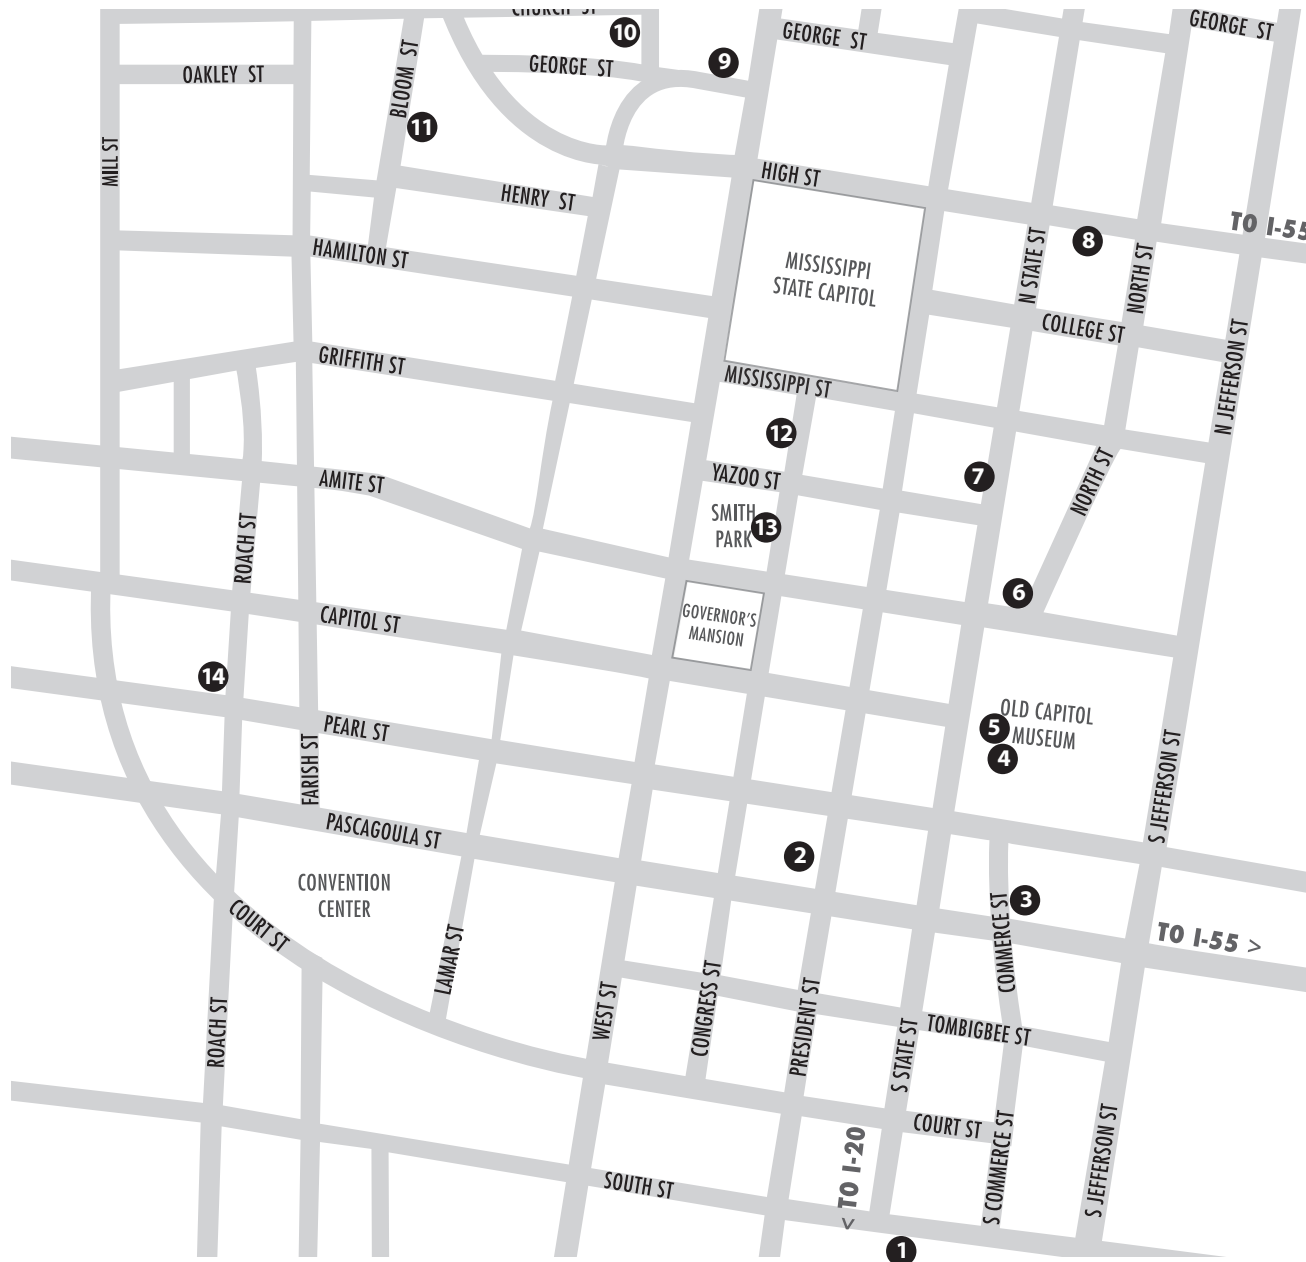 CHURCH ST
10
GEORGE ST
GEORGE ST
GEORGE ST
9
OAKLEY ST
BLOOM ST
11
MILL ST
HIGH ST
HENRY ST
TO I-55
8
HAMILTON ST
MISSISSIPPI
STATE CAPITOL
N STATE ST
NORTH ST
COLLEGE ST
GRIFFITH ST
MISSISSIPPI ST
N JEFFERSON ST
12
7
YAZOO ST
AMITE ST
NORTH ST
SMITH
PARK
13
ROACH ST
6
CAPITOL ST
GOVERNOR'S
MANSION
14
PEARL ST
OLD CAPITOL
MUSEUM
5
4
FARISH ST
S JEFFERSON ST
PASCAGOULA ST
2
CONVENTION
CENTER
3
COURT ST
COMMERCE ST
TO I-55 >
LAMAR ST
WEST ST
CONGRESS ST
PRESIDENT ST
ROACH ST
TOMBIGBEE ST
S STATE ST
COURT ST
S COMMERCE ST
S JEFFERSON ST
< TO I-20
SOUTH ST
1